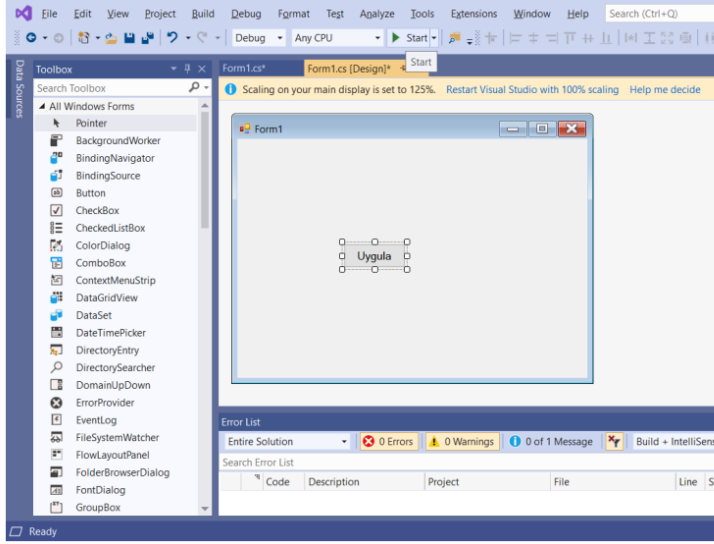 File Edit View Project Build Debug Format Test Analyze Tools Extensions Window Help Search (Ctrl+Q)
Debug Any CPU Start
Data Sources
Toolbox
Form1.cs*
Form1.cs [Design]*
Start
Search Toolbox
Scaling on your main display is set to 125%. Restart Visual Studio with 100% scaling Help me decide
All Windows Forms
Pointer
BackgroundWorker
BindingNavigator
BindingSource
Button
CheckBox
CheckedListBox
ColorDialog
ComboBox
ContextMenuStrip
DataGridView
DataSet
DateTimePicker
DirectoryEntry
DirectorySearcher
DomainUpDown
ErrorProvider
EventLog
FileSystemWatcher
FlowLayoutPanel
FolderBrowserDialog
FontDialog
GroupBox
Form1
Uygula
Error List
Entire Solution 0 Errors 0 Warnings 0 of 1 Message Build + IntelliSens
Search Error List
Code Description Project File Line S
Ready